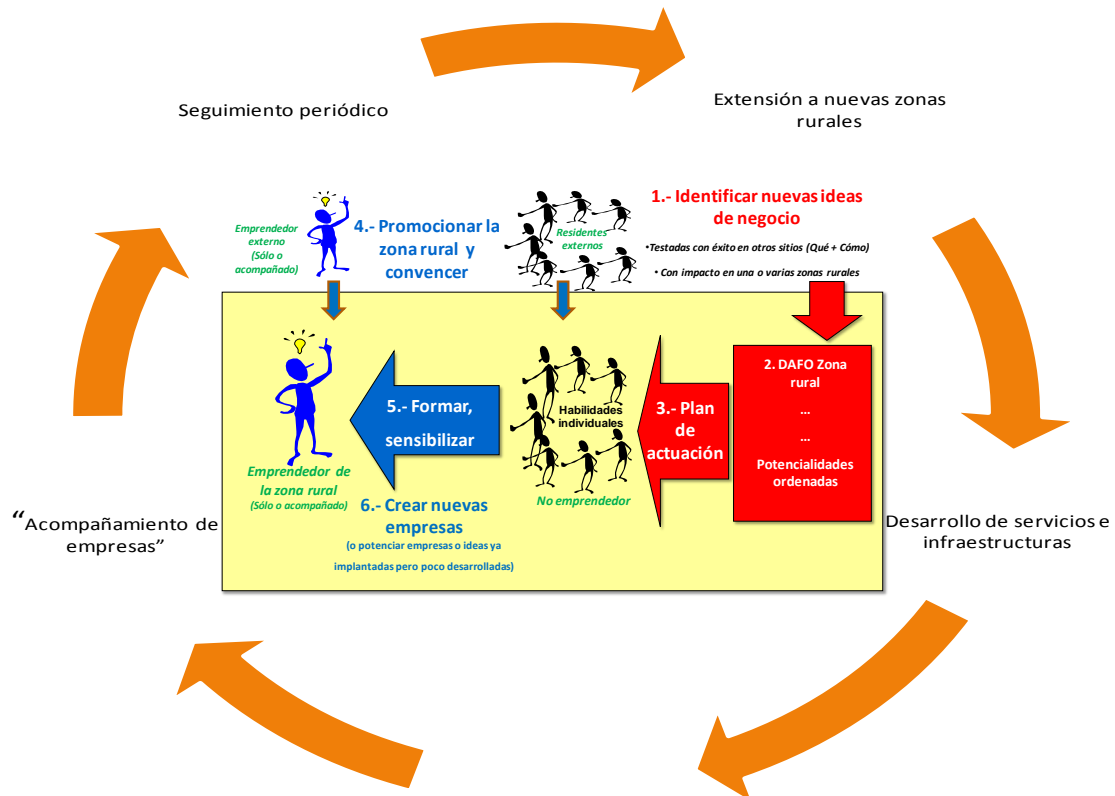 Seguimiento periódico
Extensión a nuevas zonas
rurales
1.- Identificar nuevas ideas
de negocio
•Testadas con éxito en otros sitios (Qué + Cómo)
• Con impacto en una o varias zonas rurales
Residentes
externos
4.- Promocionar la
zona rural y
convencer
Emprendedor
externo
(Sólo o
acompañado)
2. DAFO Zona
rural
...
...
Potencialidades
ordenadas
3.- Plan
de
actuación
Habilidades
individuales
No emprendedor
5.- Formar,
sensibilizar
Emprendedor de
la zona rural
(Sólo o acompañado)
6.- Crear nuevas
empresas
(o potenciar empresas o ideas ya
implantadas pero poco desarrolladas)
“Acompañamiento de
empresas”
Desarrollo de servicios e
infraestructuras